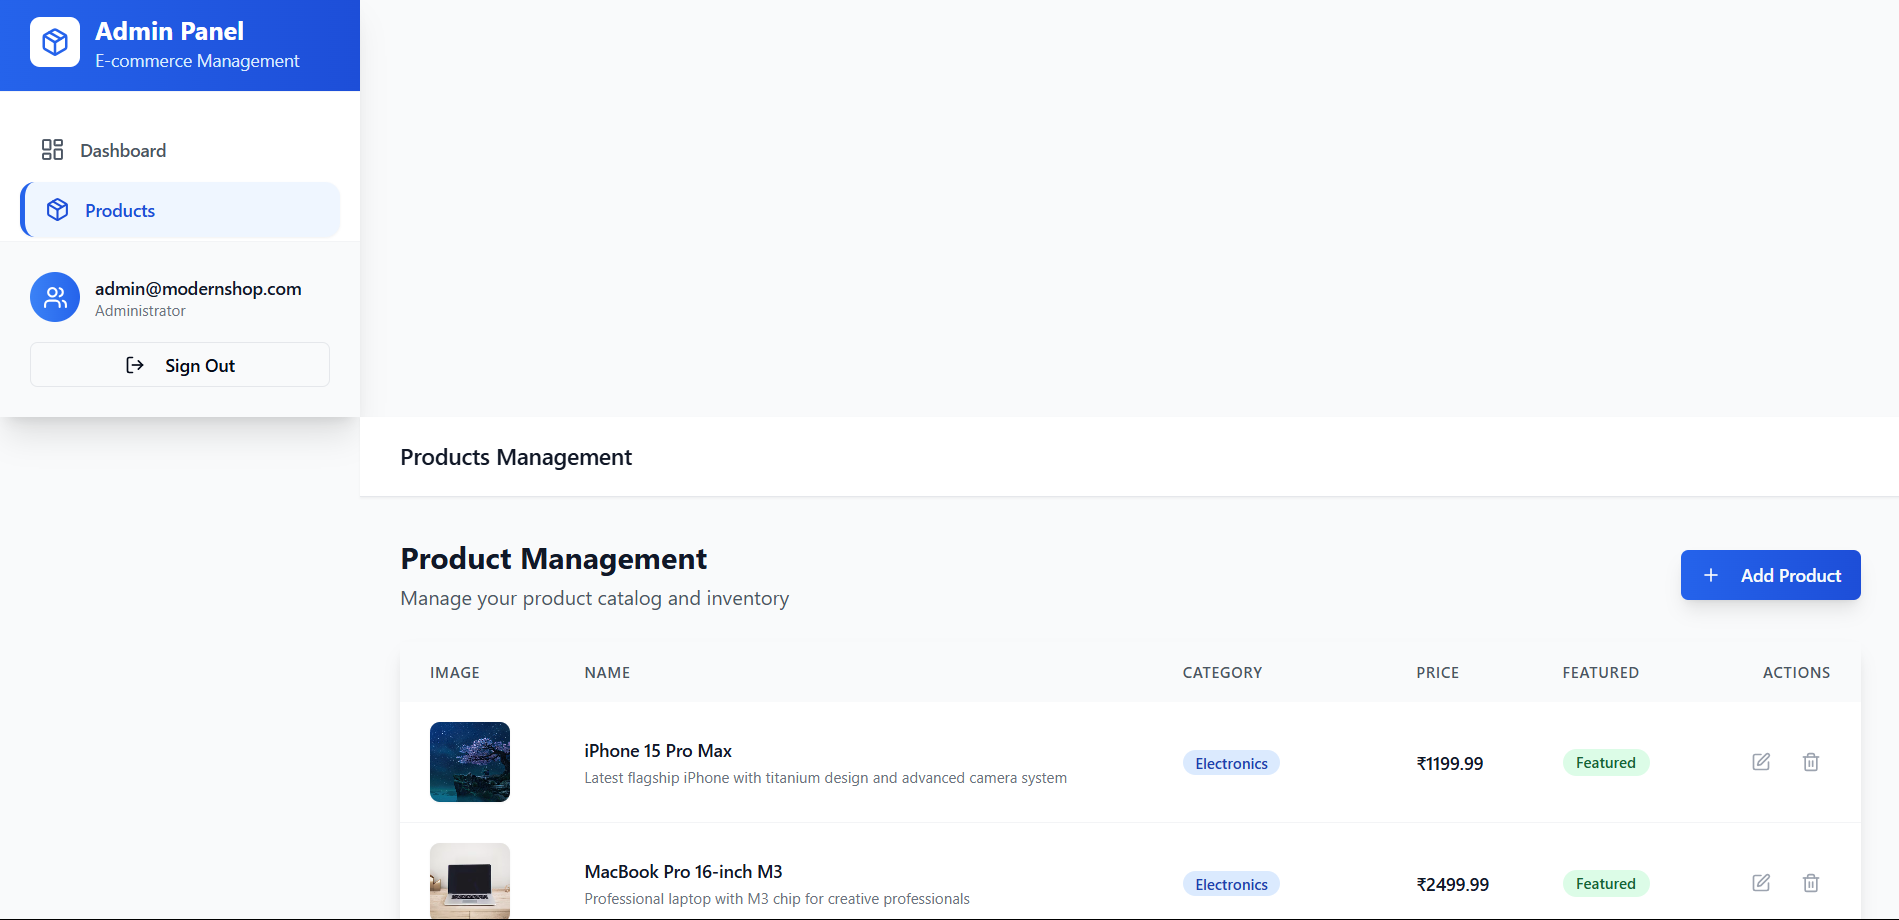 Admin Panel
E-commerce Management
Dashboard
Products
admin@modernshop.com
Administrator
Sign Out
Products Management
Product Management
Manage your product catalog and inventory
Add Product
IMAGE NAME CATEGORY PRICE FEATURED ACTIONS
iPhone 15 Pro Max
Latest flagship iPhone with titanium design and advanced camera system
Electronics ₹1199.99 Featured
MacBook Pro 16-inch M3
Professional laptop with M3 chip for creative professionals
Electronics ₹2499.99 Featured